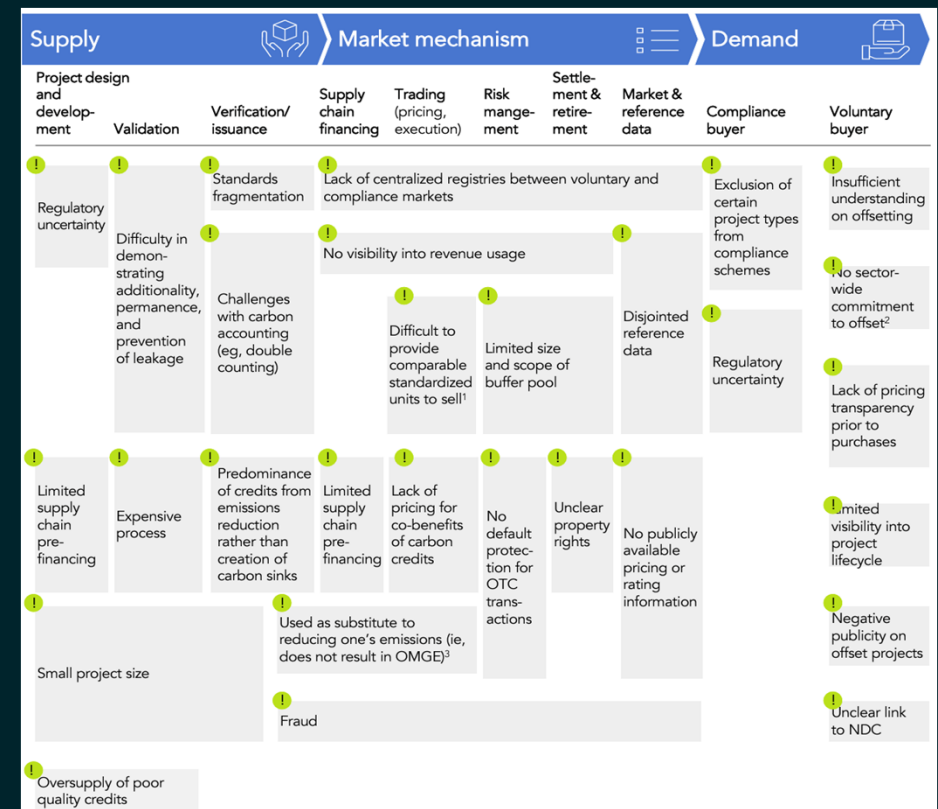 Supply
Market mechanism
Demand
Project design
and
develop-
ment
Validation
Verification/
issuance
Supply
chain
financing
Trading
(pricing,
execution)
Risk
mange-
ment
Settle-
ment &
retire-
ment
Market &
reference
data
Compliance
buyer
Voluntary
buyer
!
Regulatory
uncertainty
!
Difficulty in
demon-
strating
additionality,
permanence,
and
prevention
of leakage
!
Standards
fragmentation
!
Lack of centralized registries between voluntary and
compliance markets
!
Exclusion of
certain
project types
from
compliance
schemes
!
Insufficient
understanding
on offsetting
!
Challenges
with carbon
accounting
(eg, double
counting)
!
No visibility into revenue usage
!
Disjointed
reference
data
!
No sector-
wide
commitment
to offset²
!
Difficult to
provide
comparable
standardized
units to sell¹
!
Limited size
and scope of
buffer pool
!
Regulatory
uncertainty
!
Lack of pricing
transparency
prior to
purchases
!
Limited
supply
chain
pre-
financing
!
Expensive
process
!
Predominance
of credits from
emissions
reduction
rather than
creation of
carbon sinks
!
Limited
supply
chain
pre-
financing
!
Lack of
pricing for
co-benefits
of carbon
credits
!
No
default
protec-
tion for
OTC
trans-
actions
!
Unclear
property
rights
!
No publicly
available
pricing or
rating
information
!
Limited
visibility into
project
lifecycle
!
Small project size
!
Used as substitute to
reducing one's emissions (ie,
does not result in OMGE)³
!
Negative
publicity on
offset projects
!
Fraud
!
Unclear link
to NDC
!
Oversupply of poor
quality credits